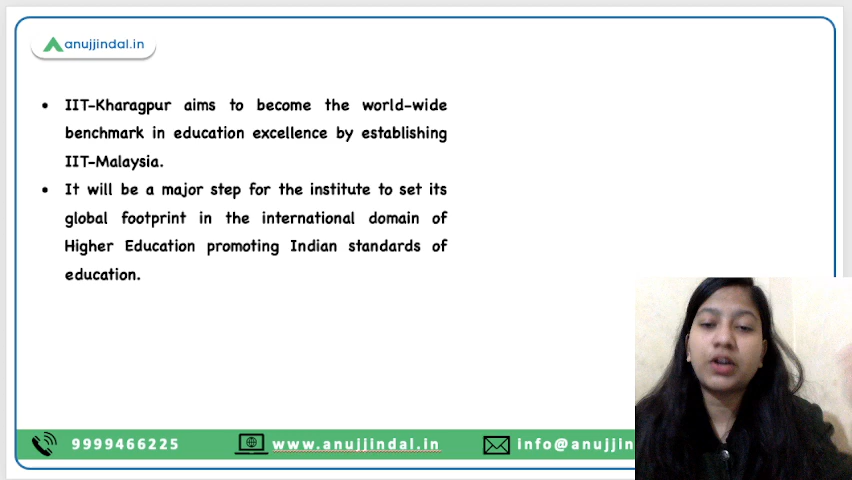 anujjindal.in
• IIT-Kharagpur aims to become the world-wide
benchmark in education excellence by establishing
IIT-Malaysia.
• It will be a major step for the institute to set its
global footprint in the international domain of
Higher Education promoting Indian standards of
education.
9999466225 www.anujjindal.in info@anujjin